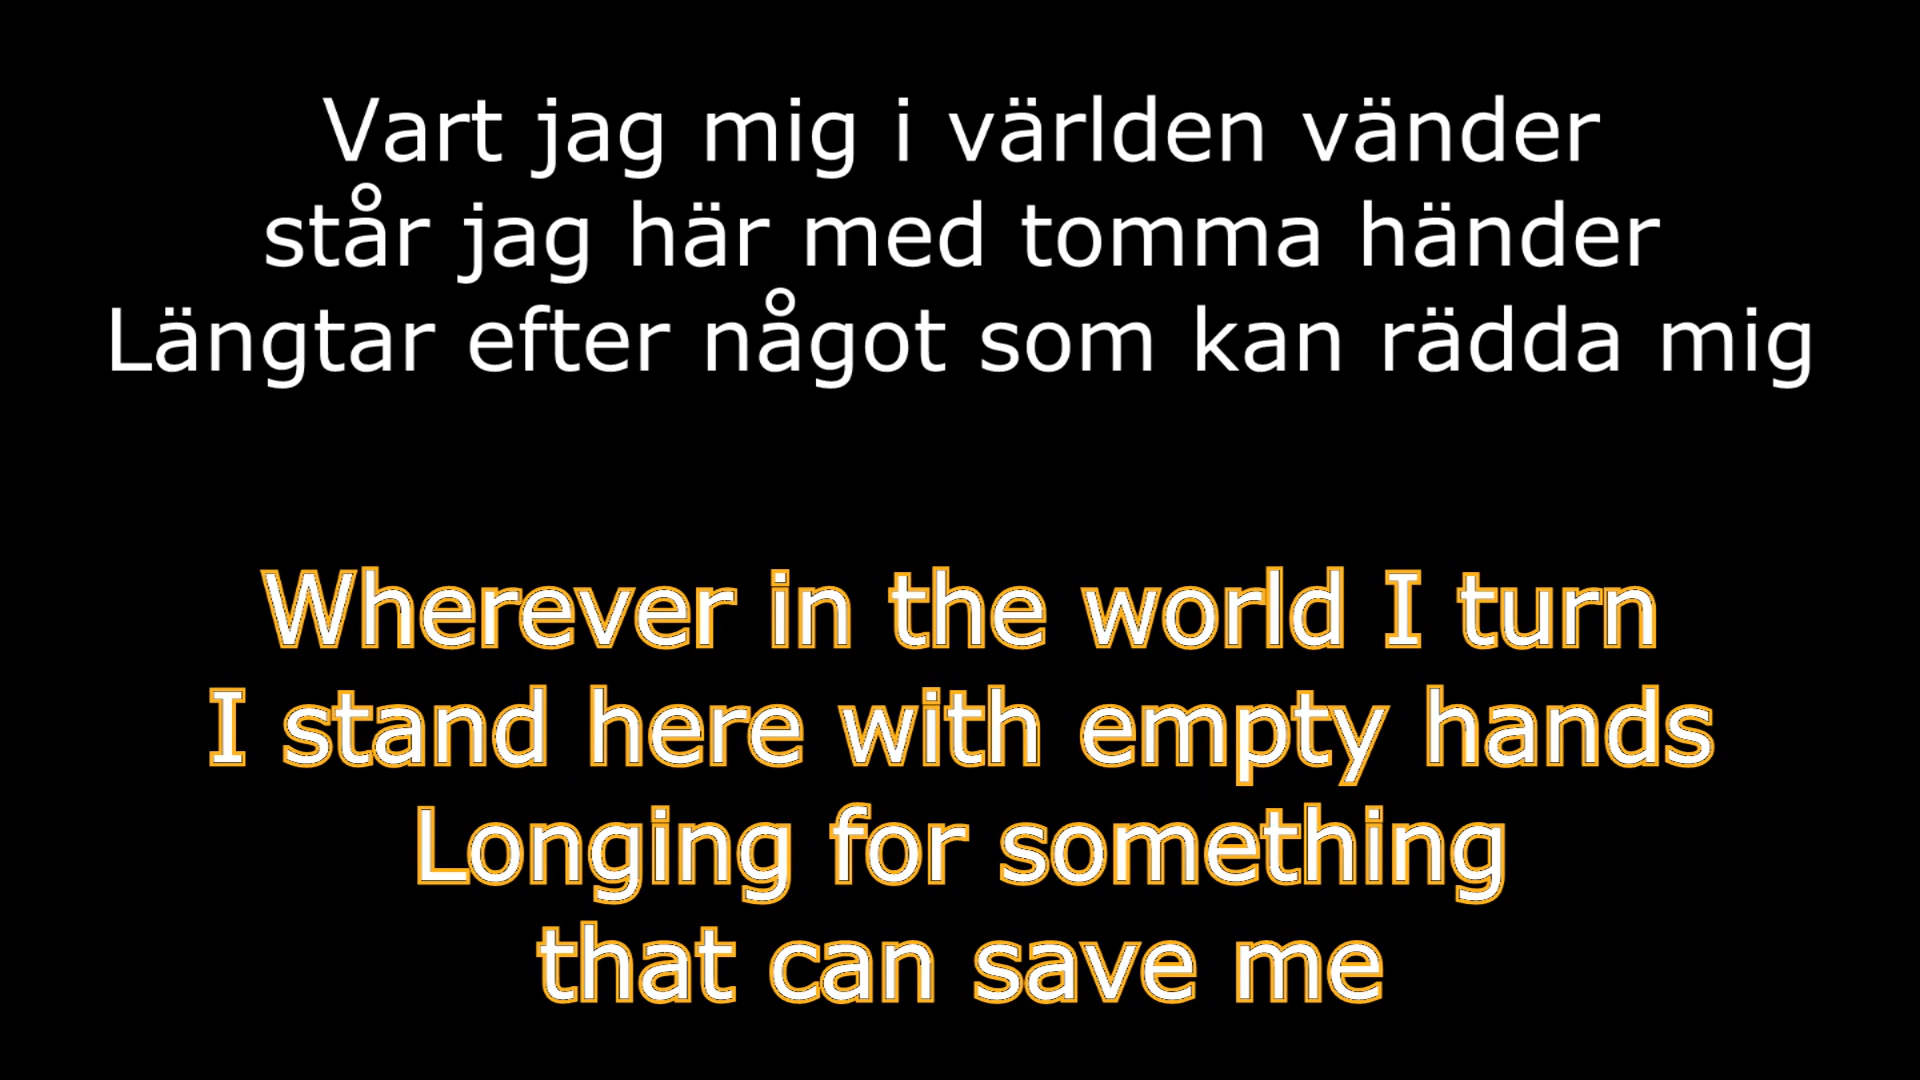 Vart jag mig i världen vänder
står jag här med tomma händer
Längtar efter något som kan rädda mig
Wherever in the world I turn
I stand here with empty hands
Longing for something
that can save me